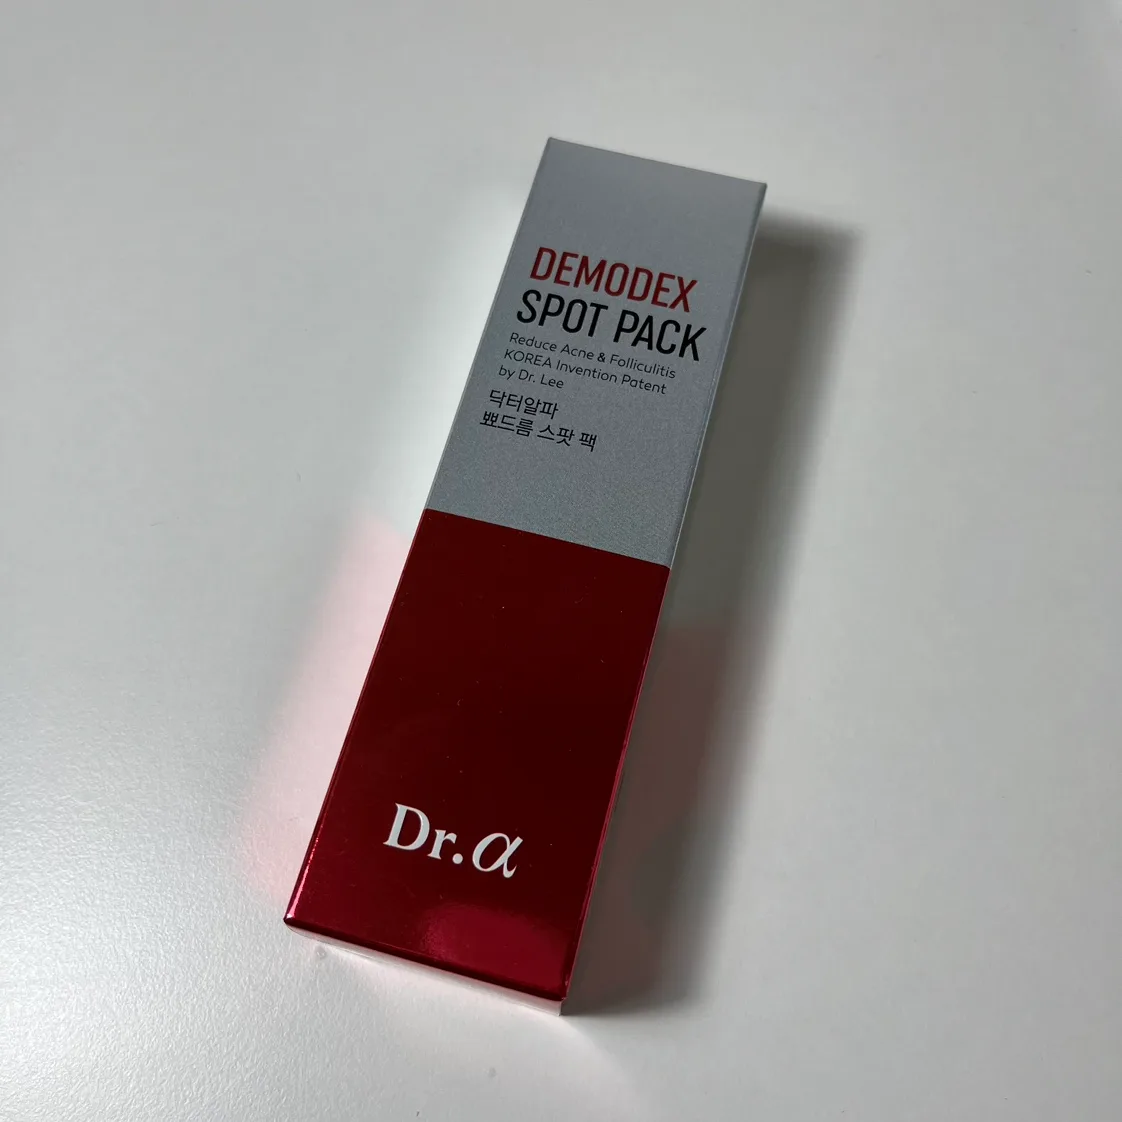 DEMODEX
SPOT PACK
Reduce Acne & Folliculitis
KOREA Invention Patent
by Dr. Lee
닥터알파
뾰드름 스팟 팩
Dr.α